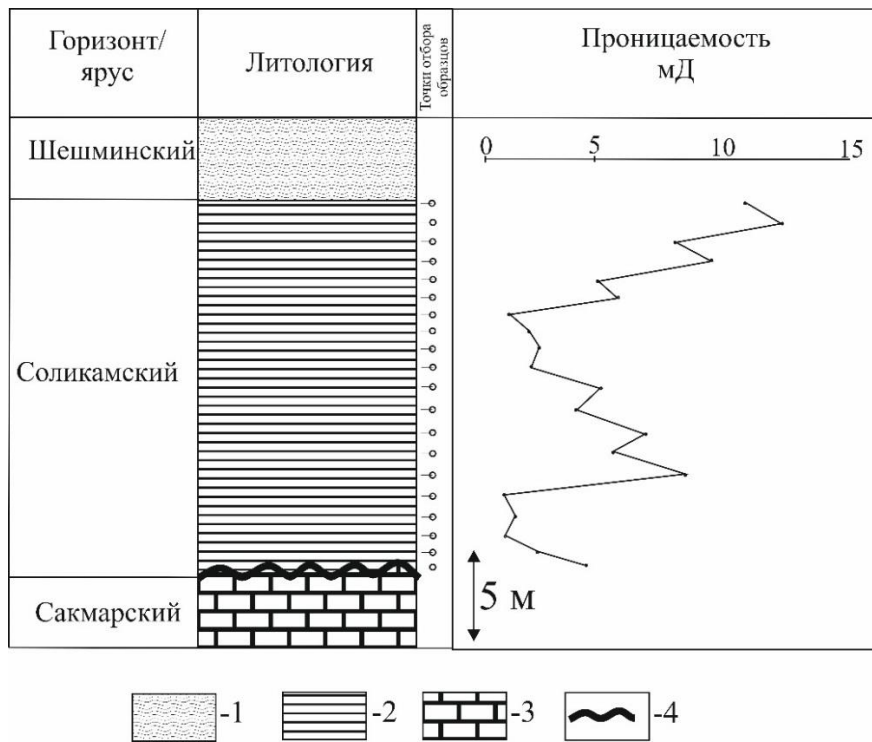 Горизонт/
ярус
Литология
Точки отбора
образцов
Проницаемость
мД
0 5 10 15
Шешминский
Соликамский
Сакмарский
5 м
-1 -2 -3 -4